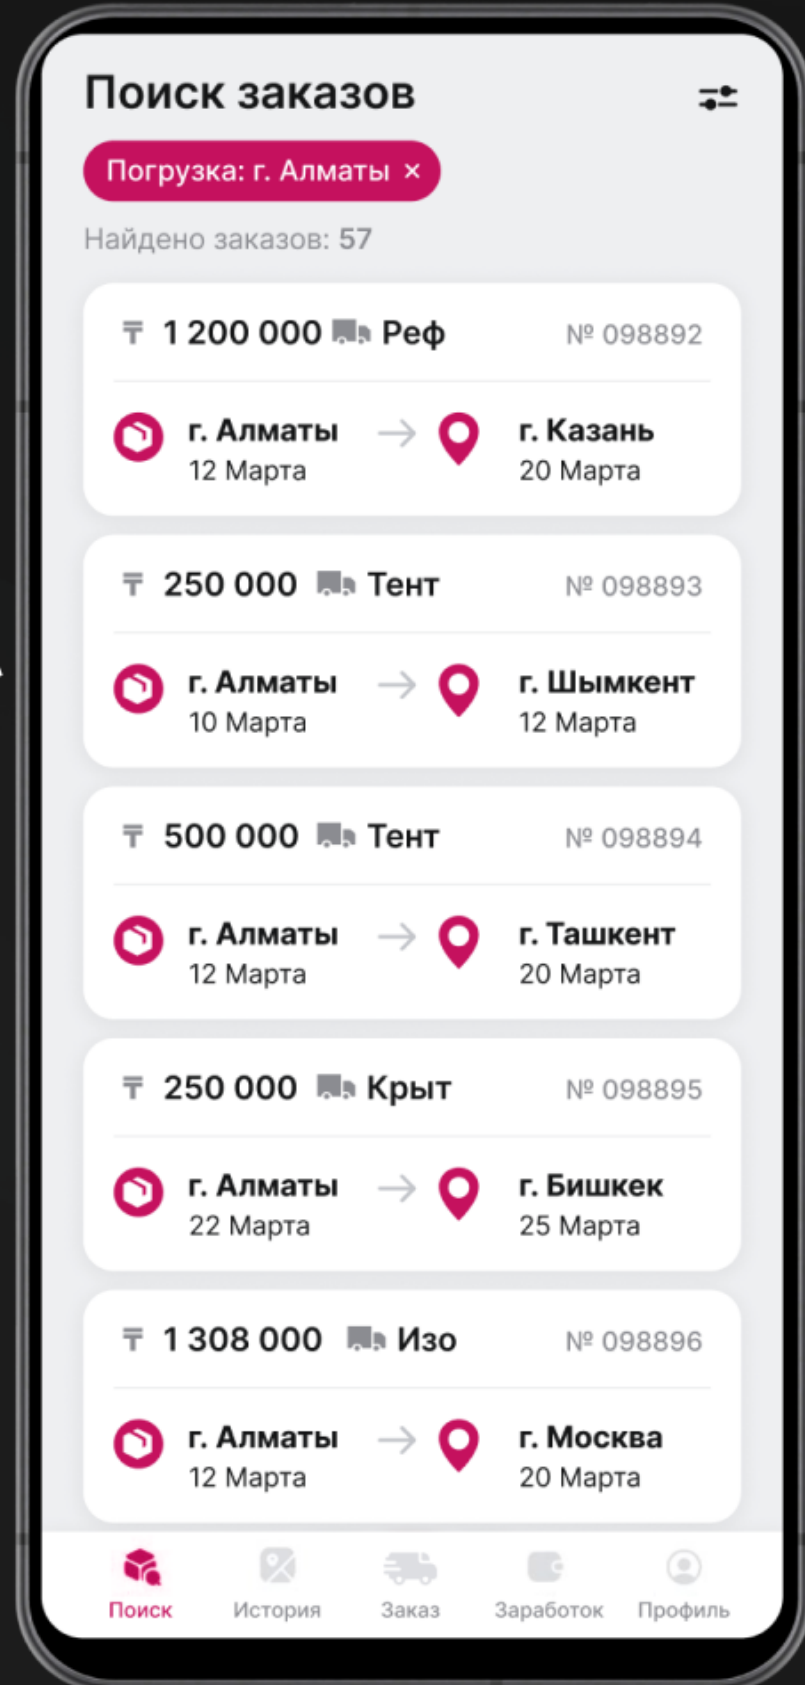 Поиск заказов
Погрузка: г. Алматы ×
Найдено заказов: 57
₸ 1 200 000 Реф № 098892
г. Алматы → г. Казань
12 Марта 20 Марта
₸ 250 000 Тент № 098893
г. Алматы → г. Шымкент
10 Марта 12 Марта
₸ 500 000 Тент № 098894
г. Алматы → г. Ташкент
12 Марта 20 Марта
₸ 250 000 Крыт № 098895
г. Алматы → г. Бишкек
22 Марта 25 Марта
₸ 1 308 000 Изо № 098896
г. Алматы → г. Москва
12 Марта 20 Марта
Поиск История Заказ Заработок Профиль